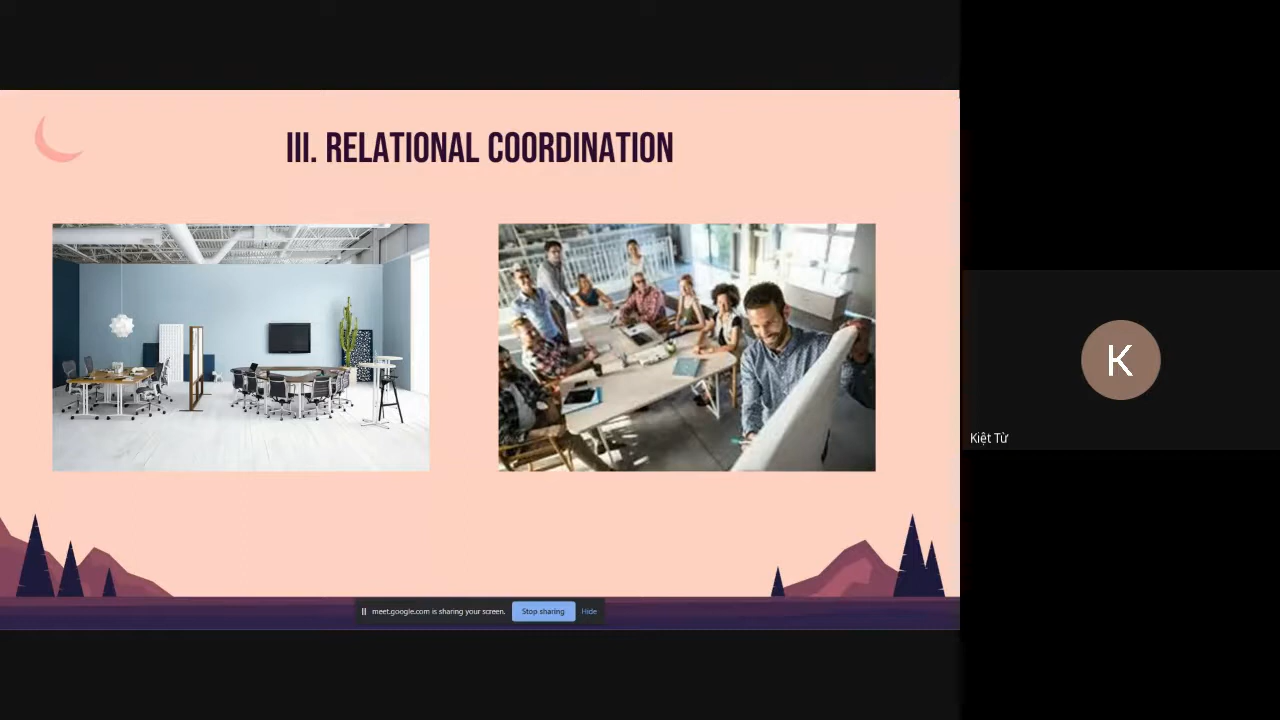 III. RELATIONAL COORDINATION
meet.google.com is sharing your screen. Stop sharing Hide
K
Kiệt Từ